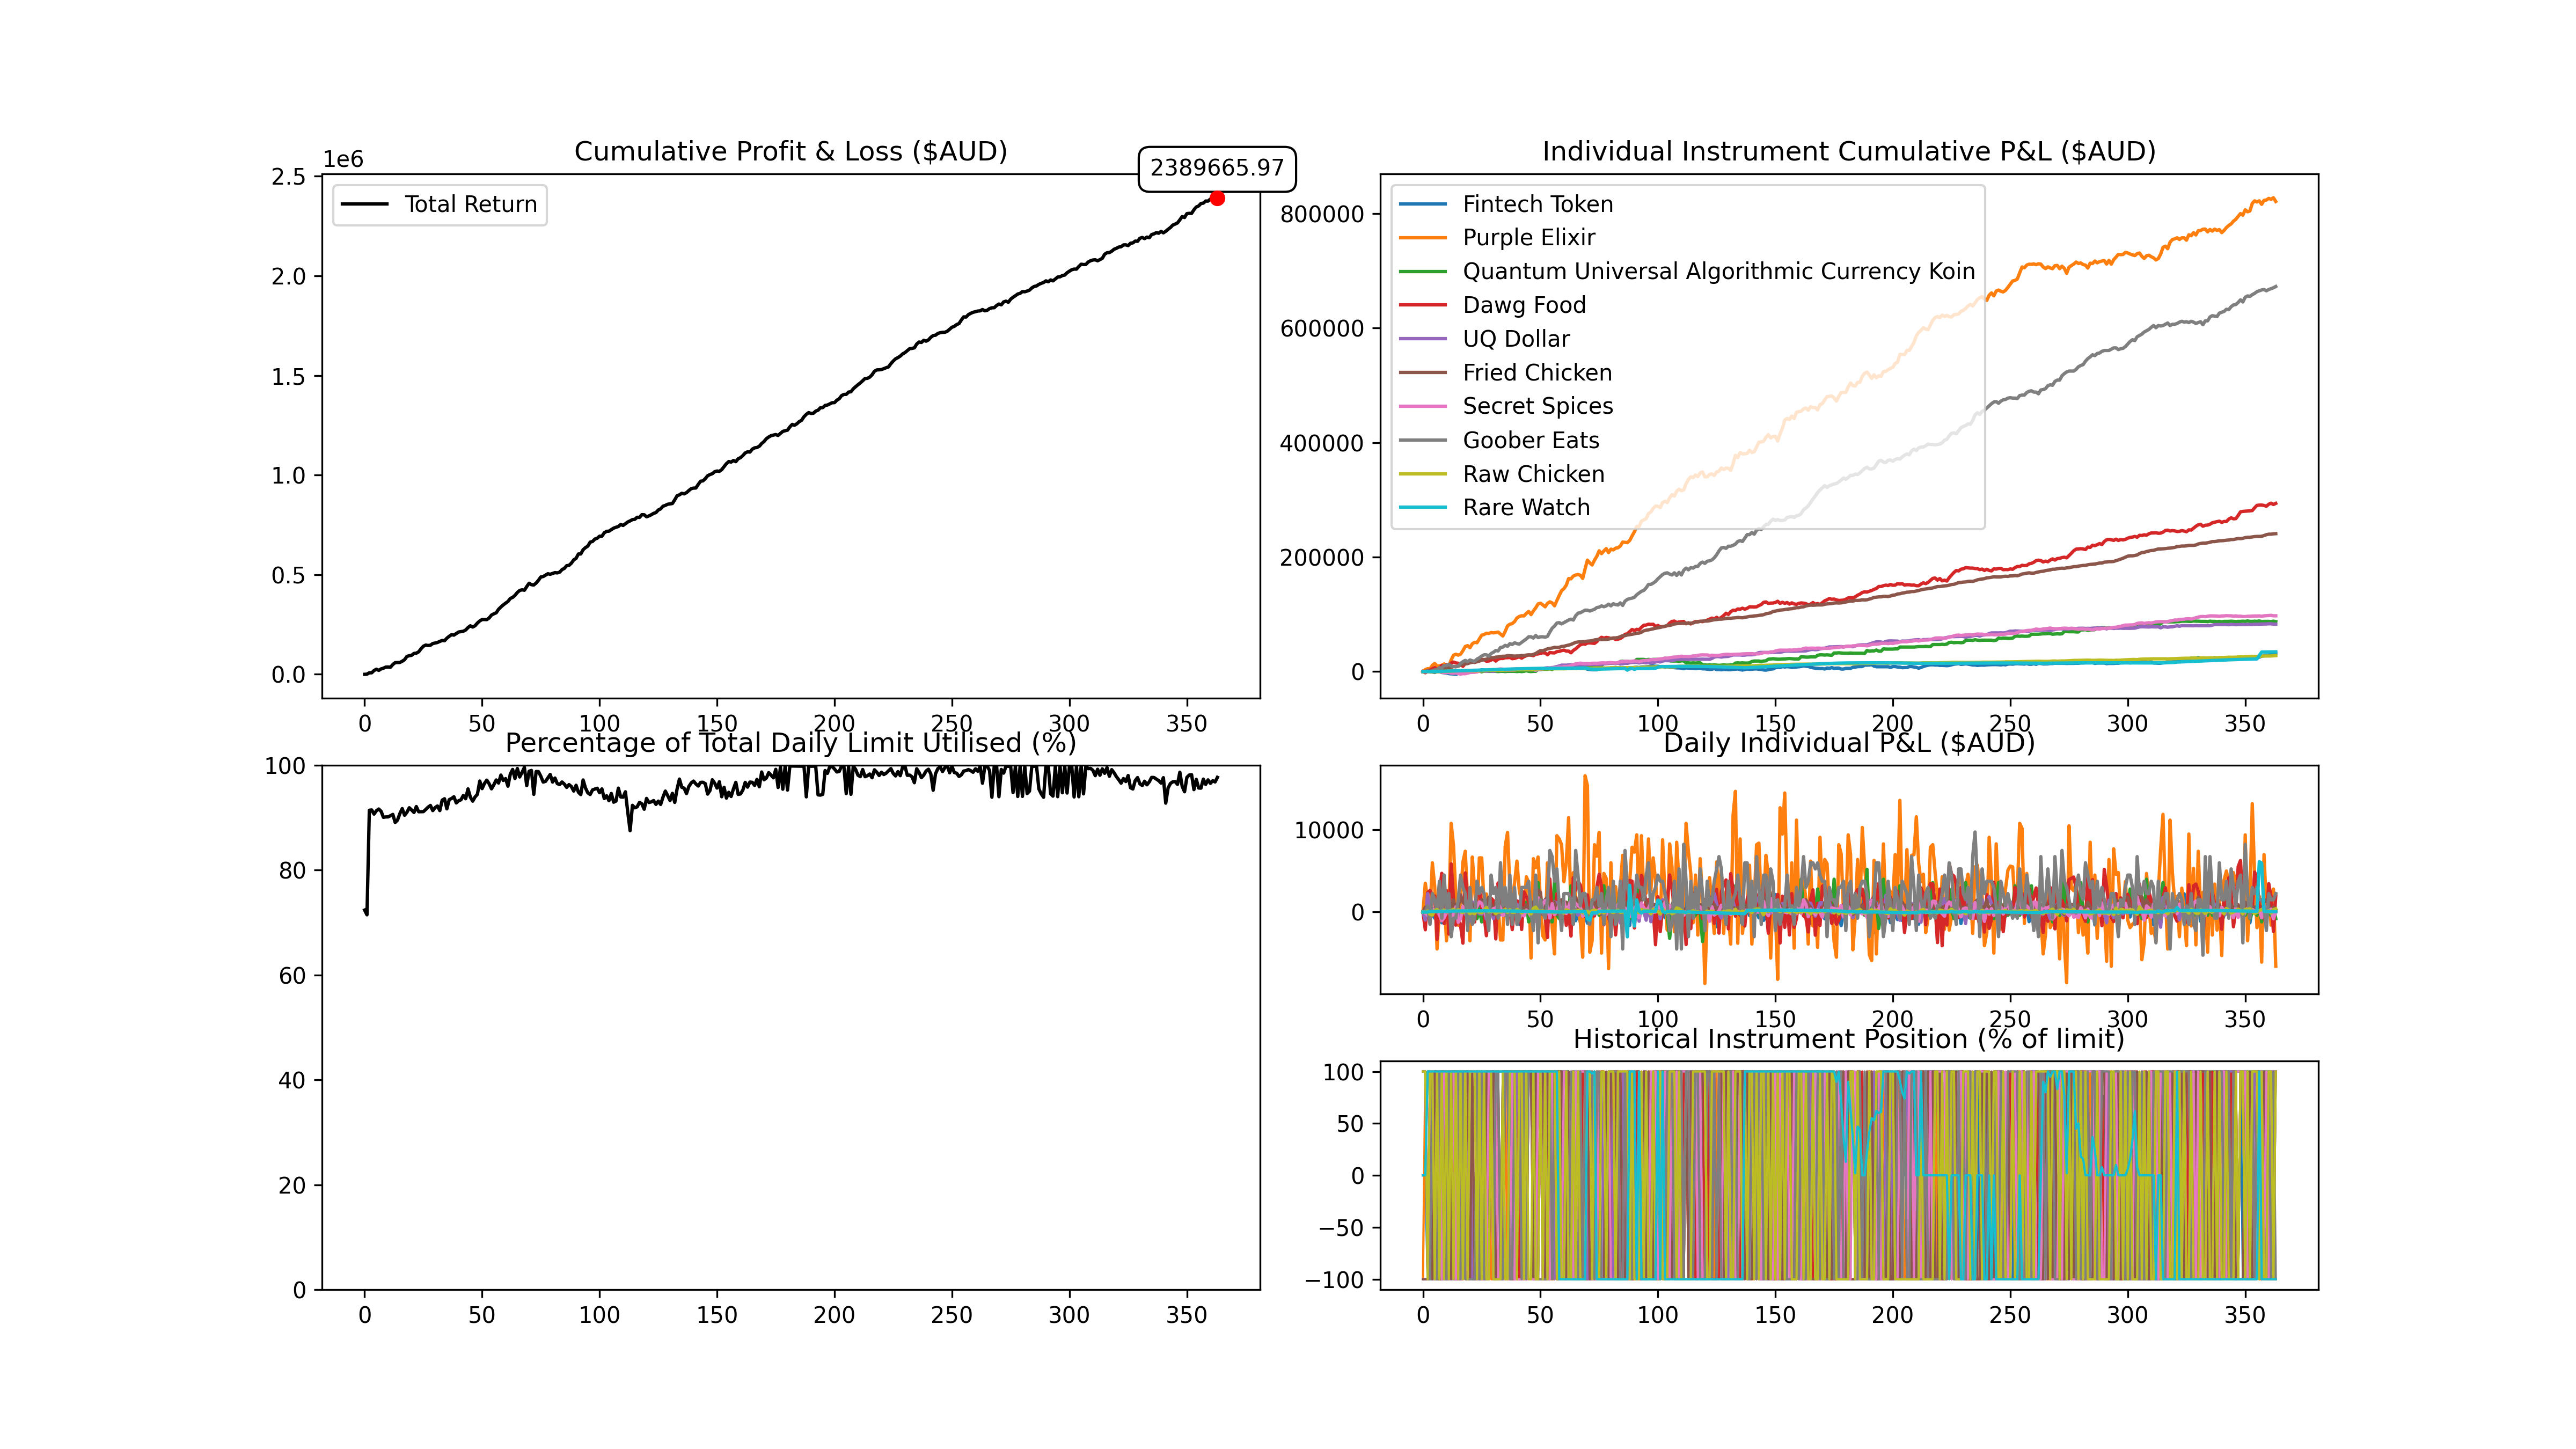 Cumulative Profit & Loss ($AUD)
1e6
2389665.97
Total Return
2.5
2.0
1.5
1.0
0.5
0.0
0 50 100 150 200 250 300 350
Individual Instrument Cumulative P&L ($AUD)
Fintech Token
Purple Elixir
Quantum Universal Algorithmic Currency Koin
Dawg Food
UQ Dollar
Fried Chicken
Secret Spices
Goober Eats
Raw Chicken
Rare Watch
800000
600000
400000
200000
0
0 50 100 150 200 250 300 350
Percentage of Total Daily Limit Utilised (%)
100
80
60
40
20
0
0 50 100 150 200 250 300 350
Daily Individual P&L ($AUD)
10000
0
0 50 100 150 200 250 300 350
Historical Instrument Position (% of limit)
100
50
0
−50
−100
0 50 100 150 200 250 300 350